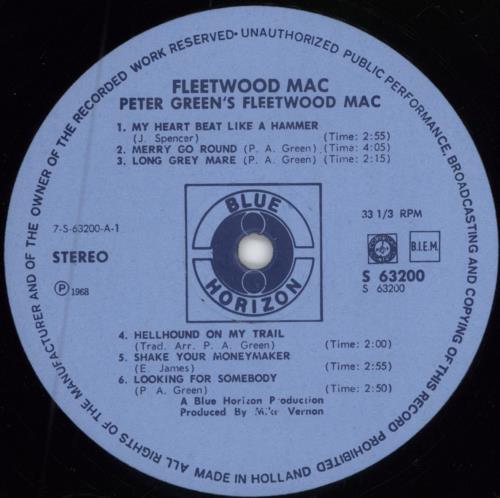 ALL RIGHTS OF THE MANUFACTURER AND OF THE OWNER OF THE RECORDED WORK RESERVED • UNAUTHORIZED PUBLIC PERFORMANCE, BROADCASTING AND COPYING OF THIS RECORD PROHIBITED
FLEETWOOD MAC
PETER GREEN'S FLEETWOOD MAC
1. MY HEART BEAT LIKE A HAMMER
(J. Spencer) (Time: 2:55)
2. MERRY GO ROUND (P. A. Green) (Time: 4:05)
3. LONG GREY MARE (P. A. Green) (Time: 2:15)
BLUE
HORIZON
7-S-63200-A-1
33 1/3 RPM
STEREO
B.I.E.M.
S 63200
S 63200
Ⓟ 1968
4. HELLHOUND ON MY TRAIL
(Trad. Arr. P. A. Green) (Time: 2:00)
5. SHAKE YOUR MONEYMAKER
(E. James) (Time: 2:55)
6. LOOKING FOR SOMEBODY
(P. A. Green) (Time: 2:50)
A Blue Horizon Production
Produced By Mike Vernon
MADE IN HOLLAND